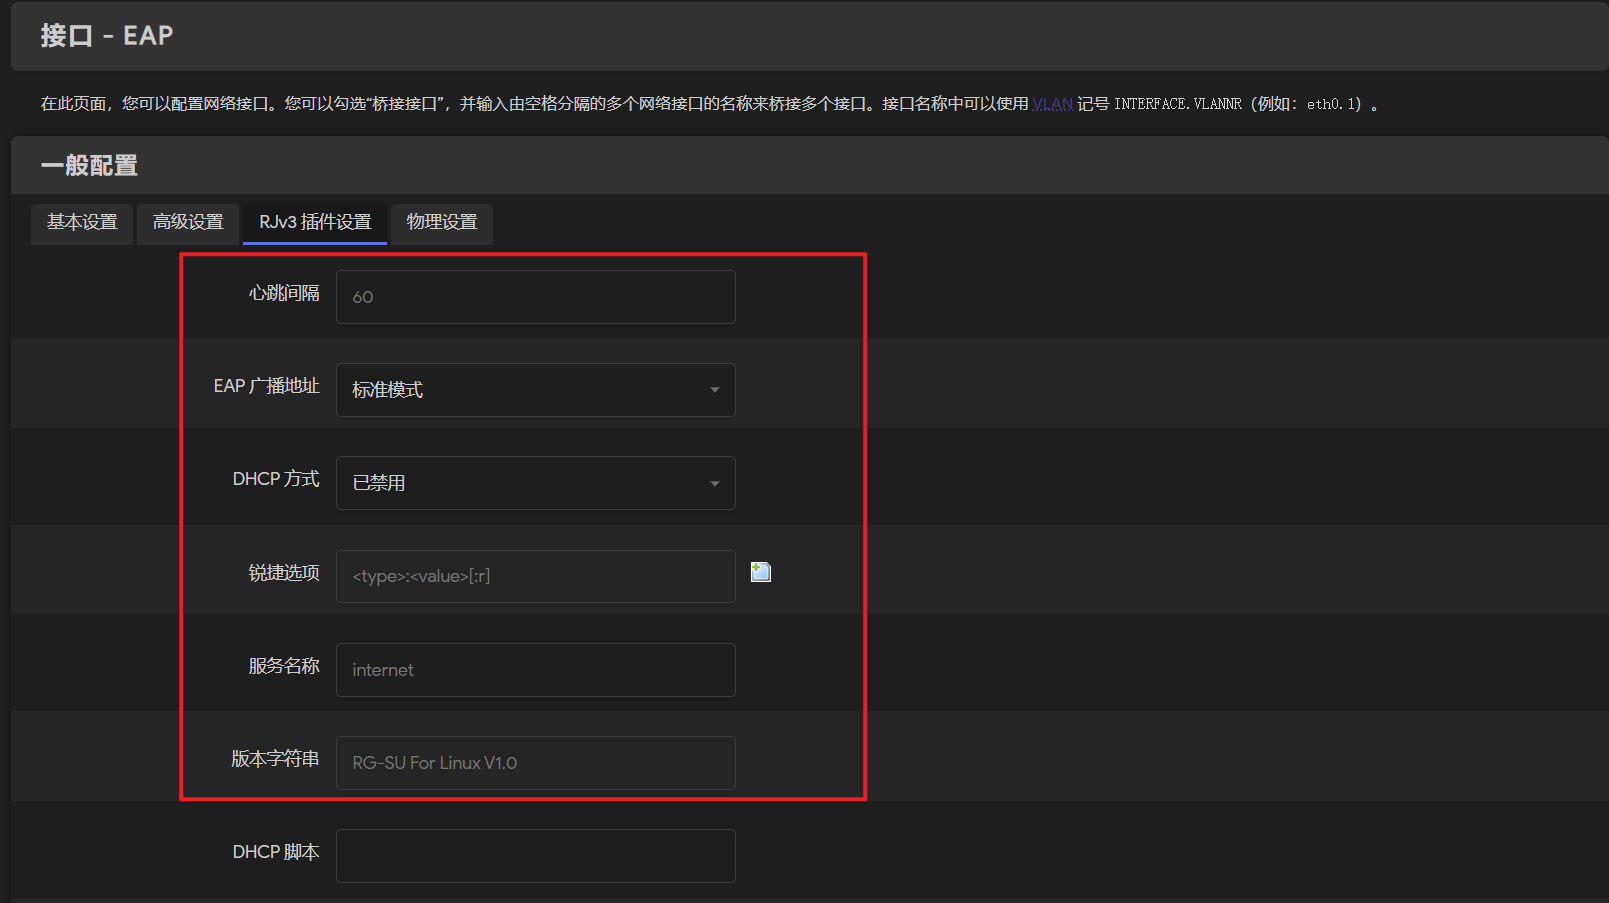 接口 - EAP
在此页面，您可以配置网络接口。您可以勾选“桥接接口”，并输入由空格分隔的多个网络接口的名称来桥接多个接口。接口名称中可以使用 VLAN 记号 INTERFACE.VLANNR（例如：eth0.1）。
一般配置
基本设置 高级设置 RJv3 插件设置 物理设置
心跳间隔 60
EAP 广播地址 标准模式
DHCP 方式 已禁用
锐捷选项 <type>:<value>[:r]
服务名称 internet
版本字符串 RG-SU For Linux V1.0
DHCP 脚本